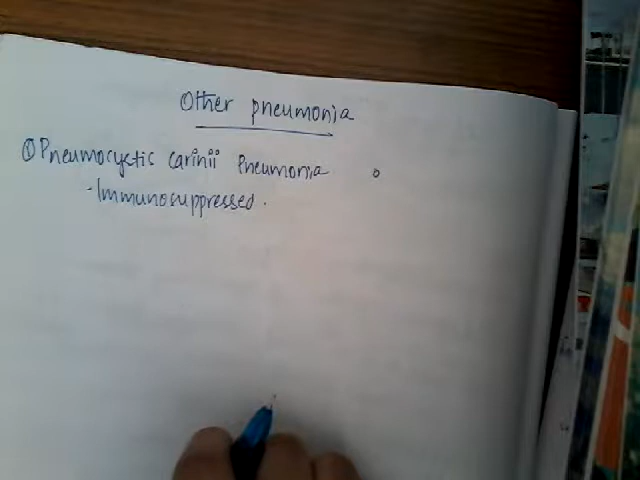 Other pneumonia
① Pneumocystic carinii Pneumonia
- Immunosuppressed.